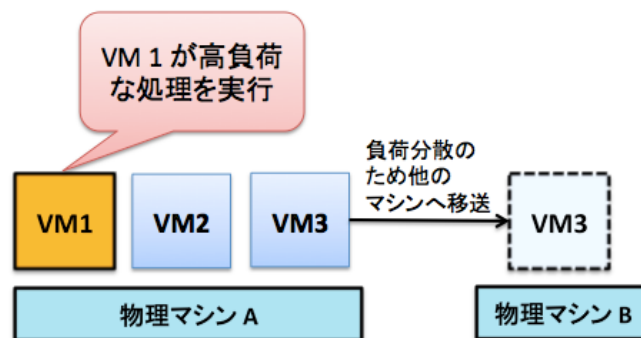 VM 1 が高負荷
な処理を実行
負荷分散の
ため他の
マシンへ移送
VM1
VM2
VM3
VM3
物理マシン A
物理マシン B